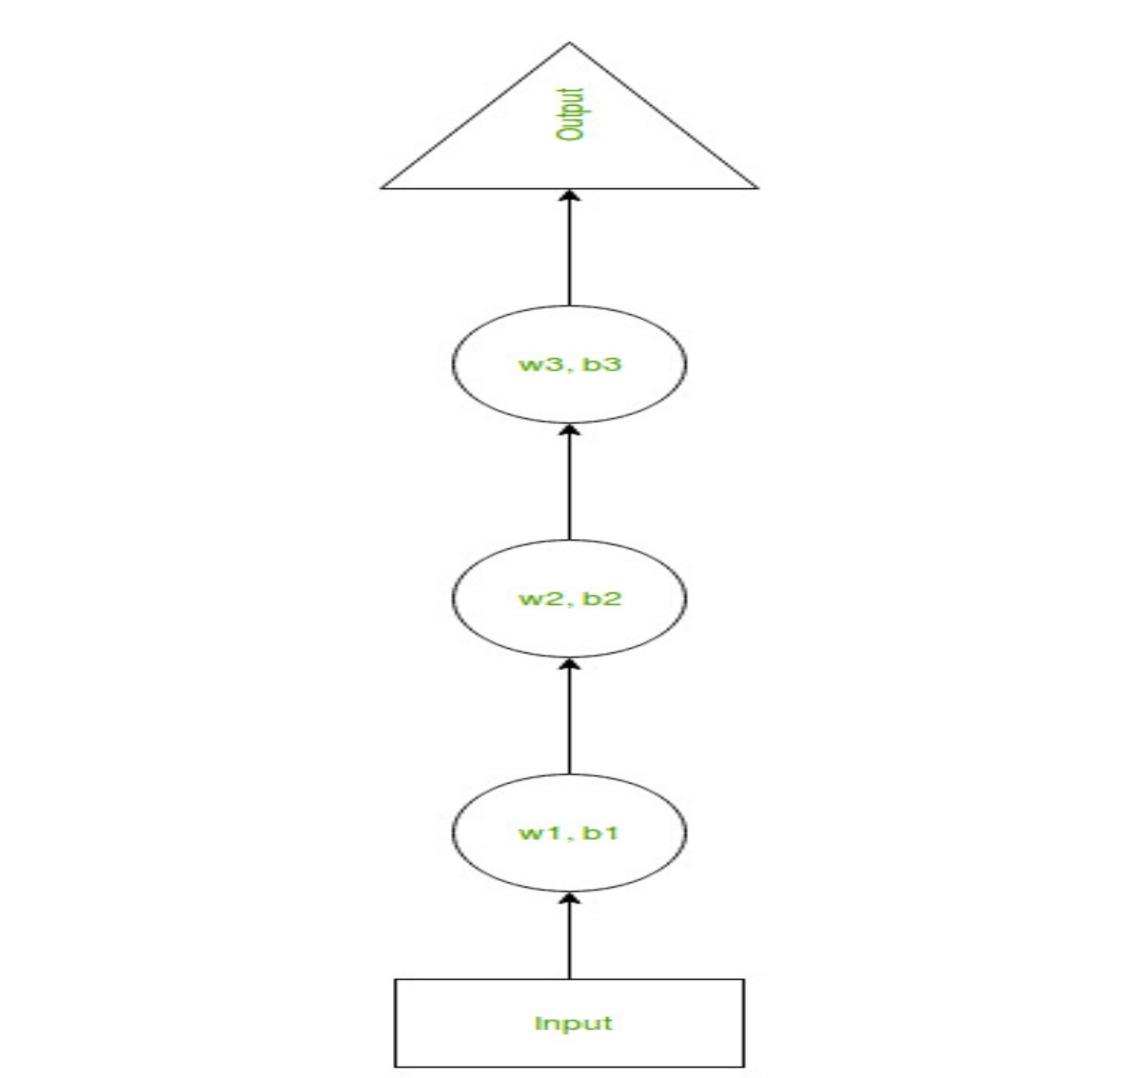 Output
w3, b3
w2, b2
w1, b1
Input